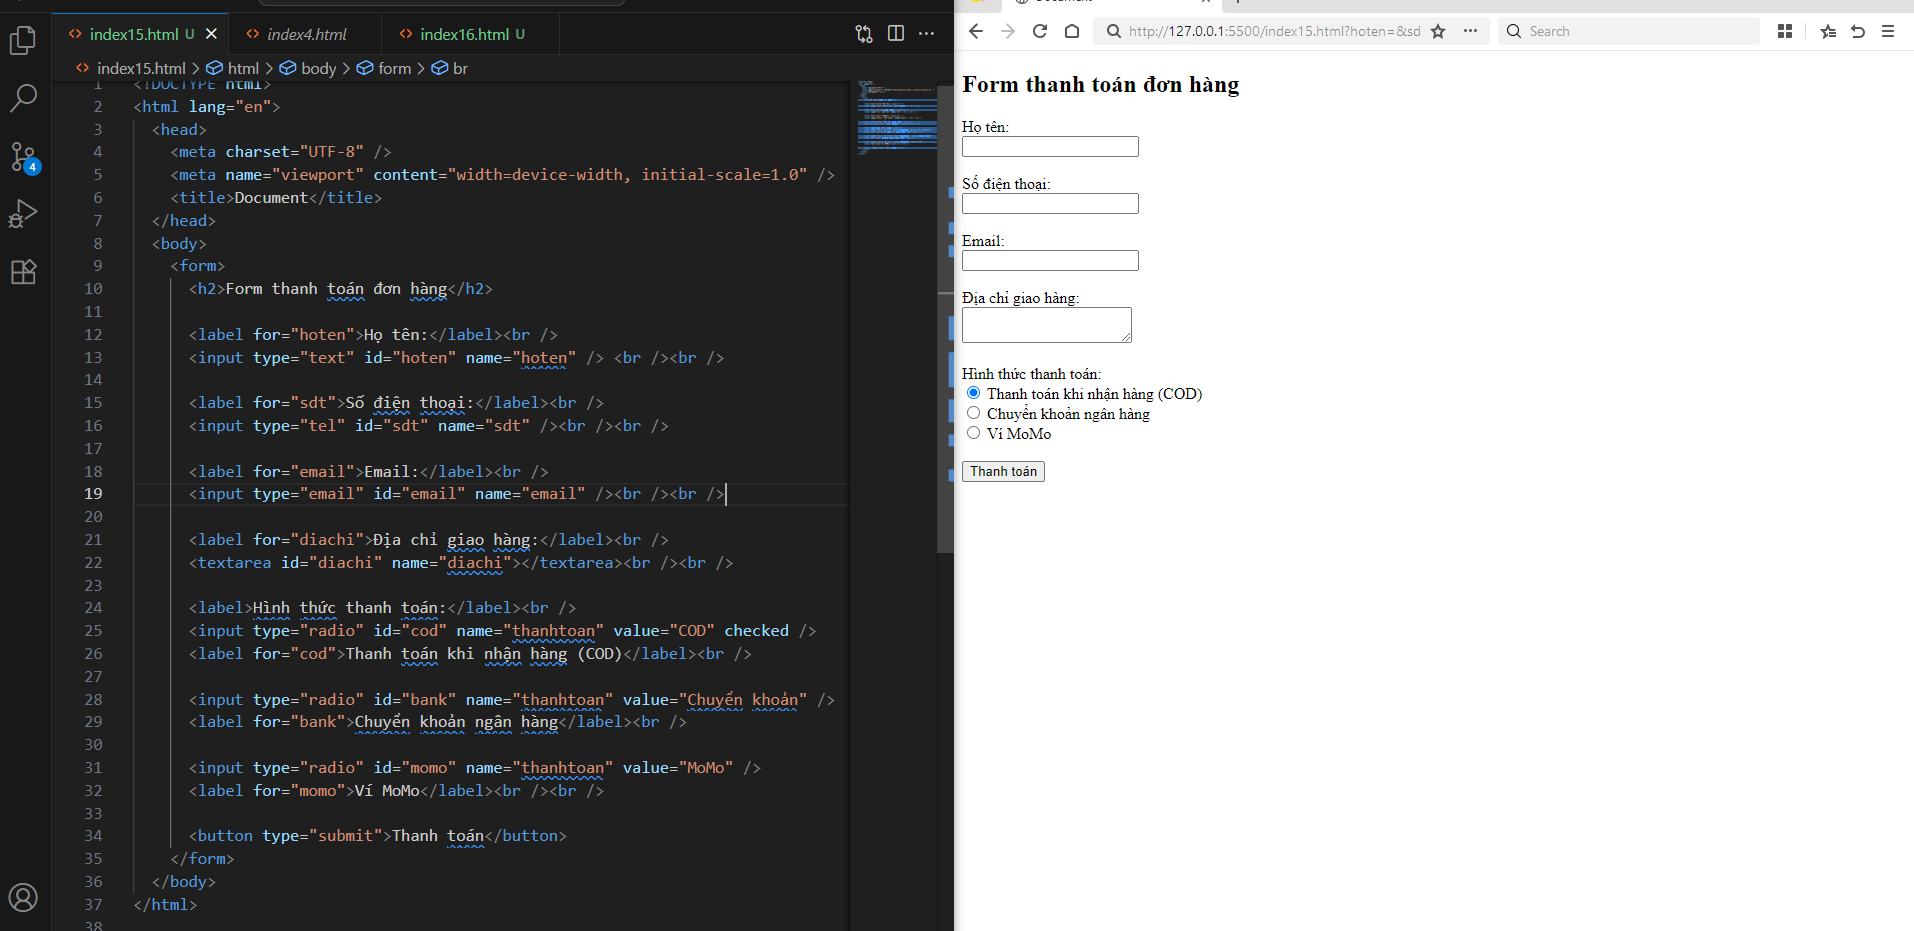 index15.html U
index4.html
index16.html U
index15.html > html > body > form > br
1 <!DOCTYPE html>
2 <html lang="en">
3 <head>
4 <meta charset="UTF-8" />
5 <meta name="viewport" content="width=device-width, initial-scale=1.0" />
6 <title>Document</title>
7 </head>
8 <body>
9 <form>
10 <h2>Form thanh toán đơn hàng</h2>
11
12 <label for="hoten">Họ tên:</label><br />
13 <input type="text" id="hoten" name="hoten" /> <br /><br />
14
15 <label for="sdt">Số điện thoại:</label><br />
16 <input type="tel" id="sdt" name="sdt" /><br /><br />
17
18 <label for="email">Email:</label><br />
19 <input type="email" id="email" name="email" /><br /><br />
20
21 <label for="diachi">Địa chỉ giao hàng:</label><br />
22 <textarea id="diachi" name="diachi"></textarea><br /><br />
23
24 <label>Hình thức thanh toán:</label><br />
25 <input type="radio" id="cod" name="thanhtoan" value="COD" checked />
26 <label for="cod">Thanh toán khi nhận hàng (COD)</label><br />
27
28 <input type="radio" id="bank" name="thanhtoan" value="Chuyển khoản" />
29 <label for="bank">Chuyển khoản ngân hàng</label><br />
30
31 <input type="radio" id="momo" name="thanhtoan" value="MoMo" />
32 <label for="momo">Ví MoMo</label><br /><br />
33
34 <button type="submit">Thanh toán</button>
35 </form>
36 </body>
37 </html>
38
4
http://127.0.0.1:5500/index15.html?hoten=&sd
Search
Form thanh toán đơn hàng
Họ tên:
Số điện thoại:
Email:
Địa chỉ giao hàng:
Hình thức thanh toán:
Thanh toán khi nhận hàng (COD)
Chuyển khoản ngân hàng
Ví MoMo
Thanh toán